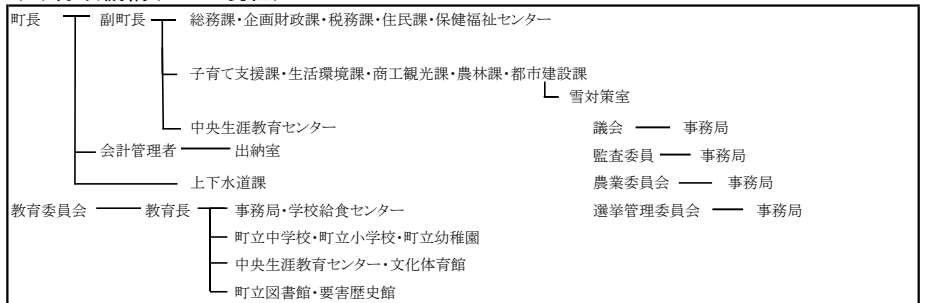 町長 副町長 総務課・企画財政課・税務課・住民課・保健福祉センター
子育て支援課・生活環境課・商工観光課・農林課・都市建設課
雪対策室
中央生涯教育センター 議会 事務局
会計管理者 出納室 監査委員 事務局
上下水道課 農業委員会 事務局
教育委員会 教育長 事務局・学校給食センター 選挙管理委員会 事務局
町立中学校・町立小学校・町立幼稚園
中央生涯教育センター・文化体育館
町立図書館・要害歴史館